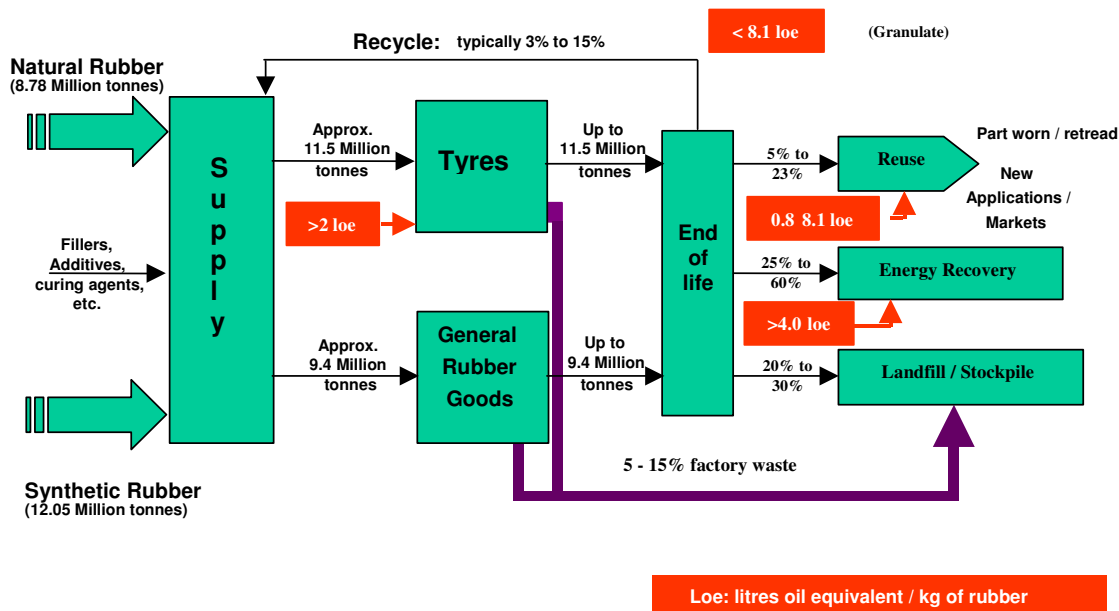 < 8.1 loe
(Granulate)
Recycle: typically 3% to 15%
Natural Rubber
(8.78 Million tonnes)
Supply
Approx.
11.5 Million
tonnes
Tyres
Up to
11.5 Million
tonnes
>2 loe
End
of
life
5% to
23%
Reuse
Part worn / retread
New
Applications /
Markets
0.8 8.1 loe
Fillers,
Additives,
curing agents,
etc.
25% to
60%
Energy Recovery
>4.0 loe
Approx.
9.4 Million
tonnes
General
Rubber
Goods
Up to
9.4 Million
tonnes
20% to
30%
Landfill / Stockpile
5 - 15% factory waste
Synthetic Rubber
(12.05 Million tonnes)
Loe: litres oil equivalent / kg of rubber